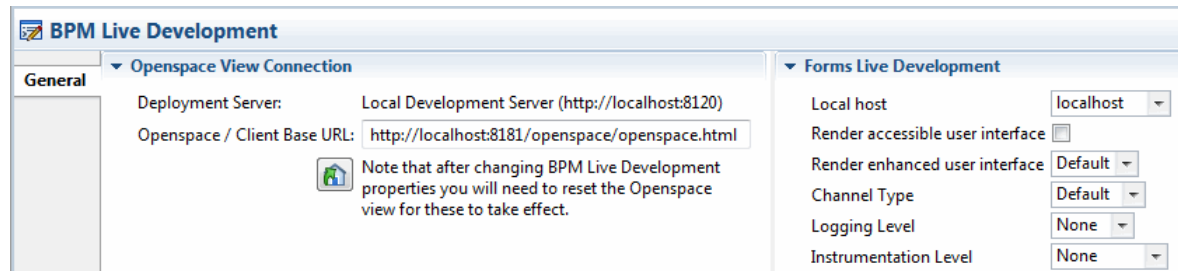 BPM Live Development
General
Openspace View Connection
Deployment Server: Local Development Server (http://localhost:8120)
Openspace / Client Base URL: http://localhost:8181/openspace/openspace.html
Note that after changing BPM Live Development
properties you will need to reset the Openspace
view for these to take effect.
Forms Live Development
Local host localhost
Render accessible user interface
Render enhanced user interface Default
Channel Type Default
Logging Level None
Instrumentation Level None